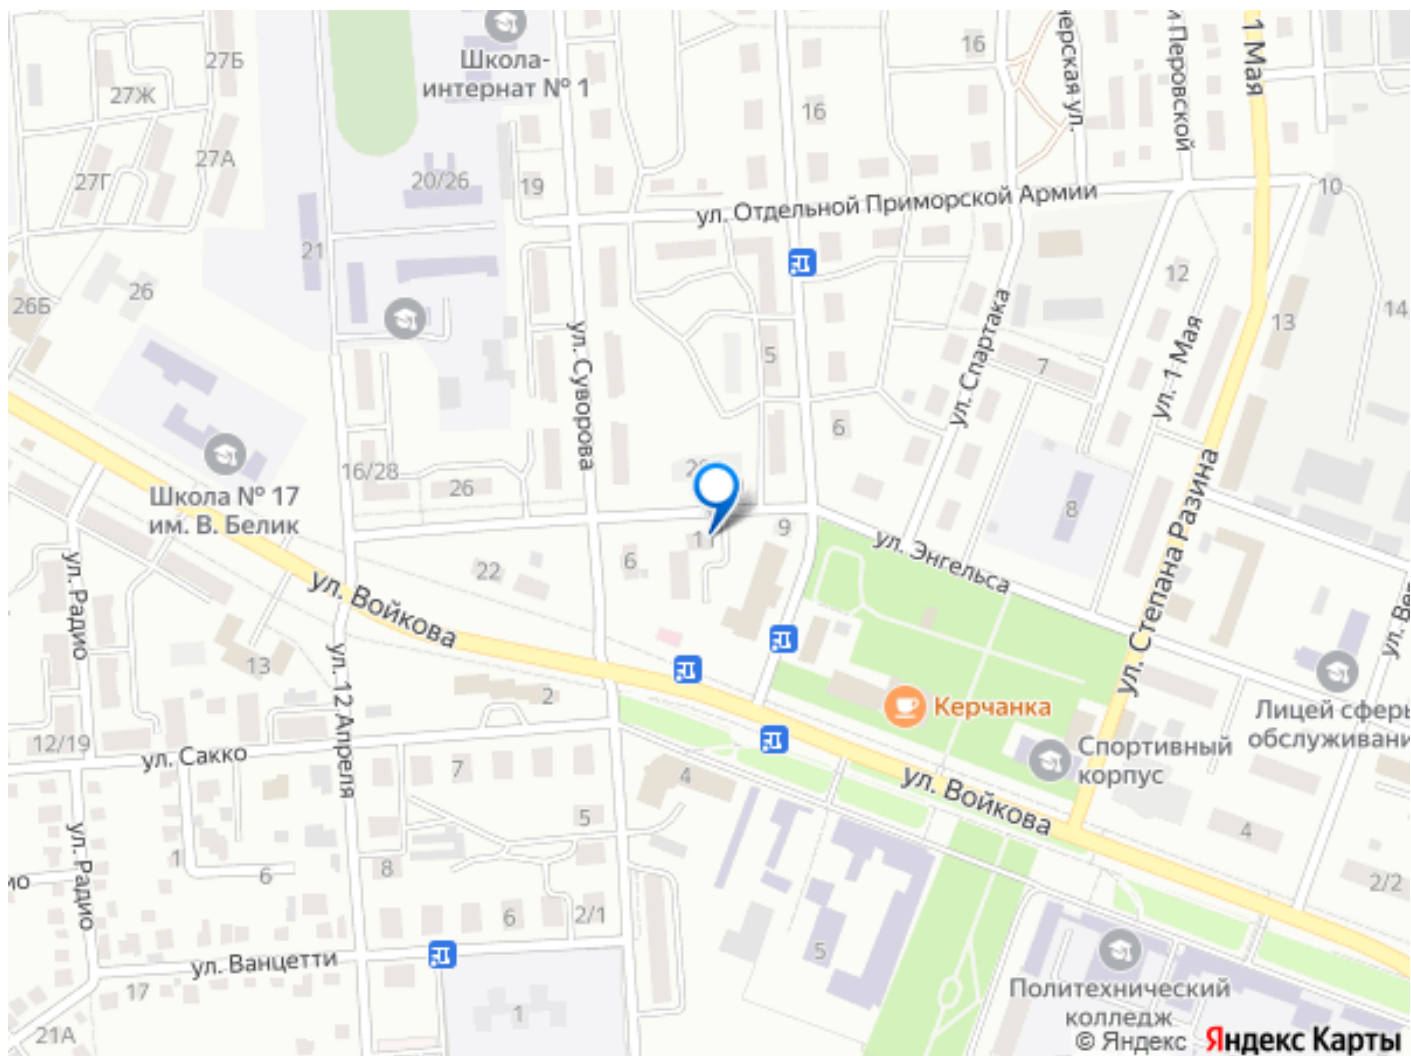 27Б
Школа-
интернат № 1
16
1 Мая
27Ж
16
27А
27Г
20/26
19
ул. Отдельной Приморской Армии
10
21
12
26
26Б
14
13
ул. Суворова
ул. Спартака
5
7
ул. 1 Мая
6
16/28
26
8
Школа № 17
им. В. Белик
ул. Степана Разина
9
ул. Энгельса
6
22
ул. Войкова
ул. Радио
13
ул. 12 Апреля
2
Керчанка
Лицей сферы
обслуживани
12/19
ул. Сакко
7
4
Спортивный
корпус
ул. Войкова
5
4
ул. Радио
1
6
8
2/2
6
2/1
5
ул. Ванцетти
17
Политехнический
колледж
1
21А
© Яндекс
Яндекс Карты